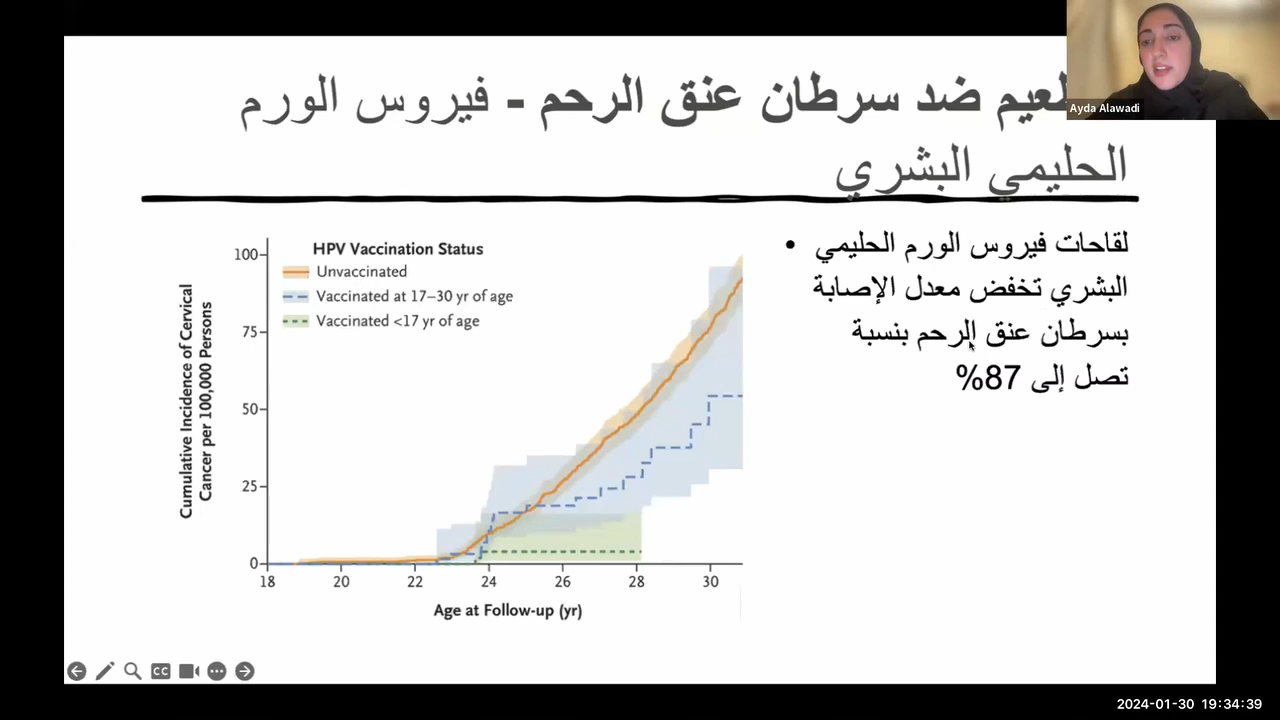 ضد سرطان عنق الرحم - فيروس الورم
الحليمي البشري
Ayda Alawadi
• لقاحات فيروس الورم الحليمي
البشري تخفض معدل الإصابة
بسرطان عنق الرحم بنسبة
تصل إلى 87%
HPV Vaccination Status
Unvaccinated
Vaccinated at 17–30 yr of age
Vaccinated <17 yr of age
Cumulative Incidence of Cervical
Cancer per 100,000 Persons
100
75
50
25
0
18 20 22 24 26 28 30
Age at Follow-up (yr)
CC
2024-01-30 19:34:39